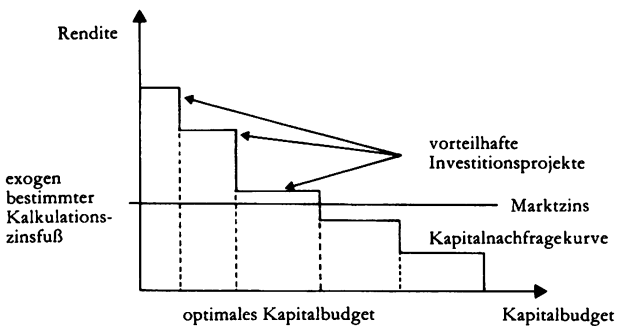 Rendite
vorteilhafte
Investitionsprojekte
exogen
bestimmter
Kalkulations-
zinsfuß
Marktzins
Kapitalnachfragekurve
optimales Kapitalbudget
Kapitalbudget